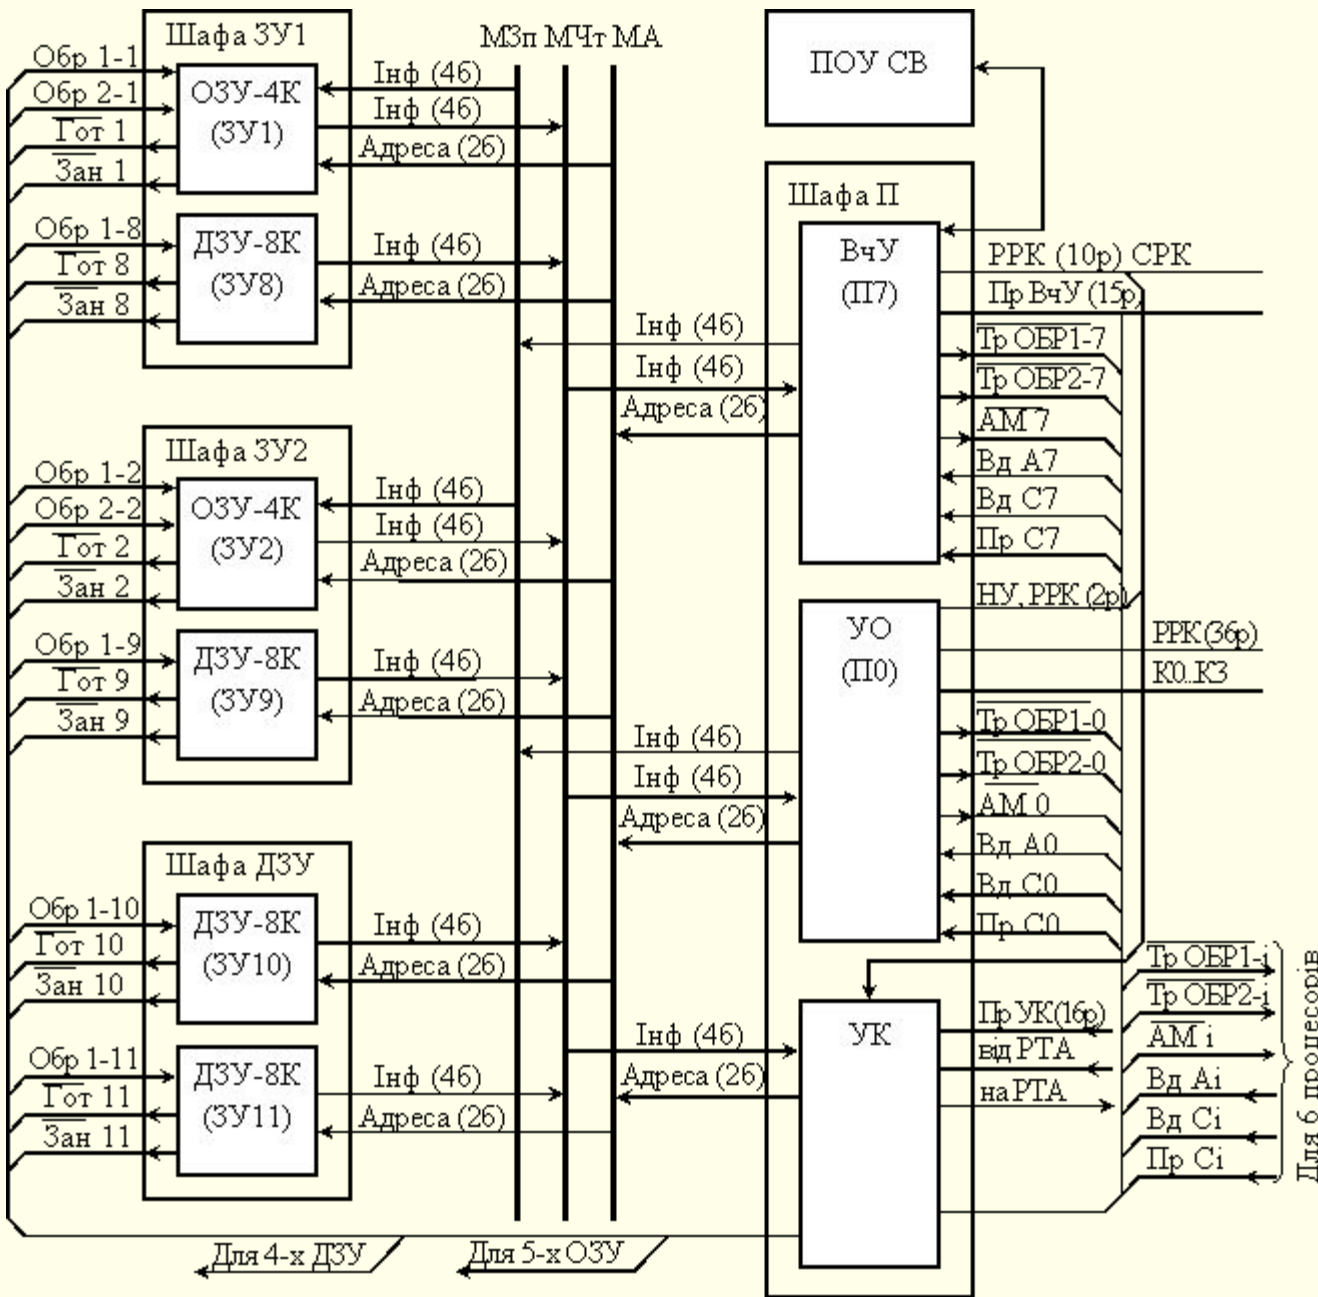 Шафа ЗУ1
Обр 1-1
Обр 2-1
Гот 1
Зан 1
ОЗУ-4К
(ЗУ1)
Обр 1-8
Гот 8
Зан 8
ДЗУ-8К
(ЗУ8)
Інф (46)
Інф (46)
Адреса (26)
Інф (46)
Адреса (26)
МЗп МЧт МА
ПОУ СВ
Шафа П
ВчУ
(П7)
Інф (46)
Інф (46)
Адреса (26)
РРК (10р) СРК
Пр ВчУ (15р)
Тр ОБР1-7
Тр ОБР2-7
АМ 7
Вд А7
Вд С7
Пр С7
Шафа ЗУ2
Обр 1-2
Обр 2-2
Гот 2
Зан 2
ОЗУ-4К
(ЗУ2)
Обр 1-9
Гот 9
Зан 9
ДЗУ-8К
(ЗУ9)
Інф (46)
Інф (46)
Адреса (26)
Інф (46)
Адреса (26)
УО
(П0)
Інф (46)
Інф (46)
Адреса (26)
НУ, РРК (2р)
РРК (36р)
К0..К3
Тр ОБР1-0
Тр ОБР2-0
АМ 0
Вд А0
Вд С0
Пр С0
Шафа ДЗУ
Обр 1-10
Гот 10
Зан 10
ДЗУ-8К
(ЗУ10)
Обр 1-11
Гот 11
Зан 11
ДЗУ-8К
(ЗУ11)
Інф (46)
Адреса (26)
Інф (46)
Адреса (26)
УК
Інф (46)
Адреса (26)
Пр УК(16р)
від РТА
на РТА
Тр ОБР1-і
Тр ОБР2-і
АМ і
Вд Аі
Вд Сі
Пр Сі
Для 6 процесорів
Для 4-х ДЗУ
Для 5-х ОЗУ